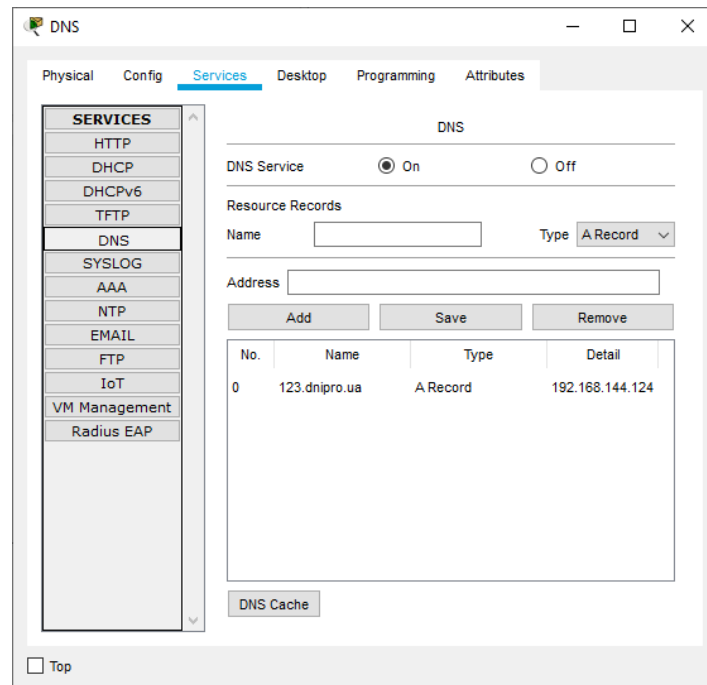 DNS
Physical Config Services Desktop Programming Attributes
SERVICES
HTTP
DHCP
DHCPv6
TFTP
DNS
SYSLOG
AAA
NTP
EMAIL
FTP
IoT
VM Management
Radius EAP
DNS
DNS Service On Off
Resource Records
Name Type A Record
Address
Add Save Remove
No. Name Type Detail
0 123.dnipro.ua A Record 192.168.144.124
DNS Cache
Top